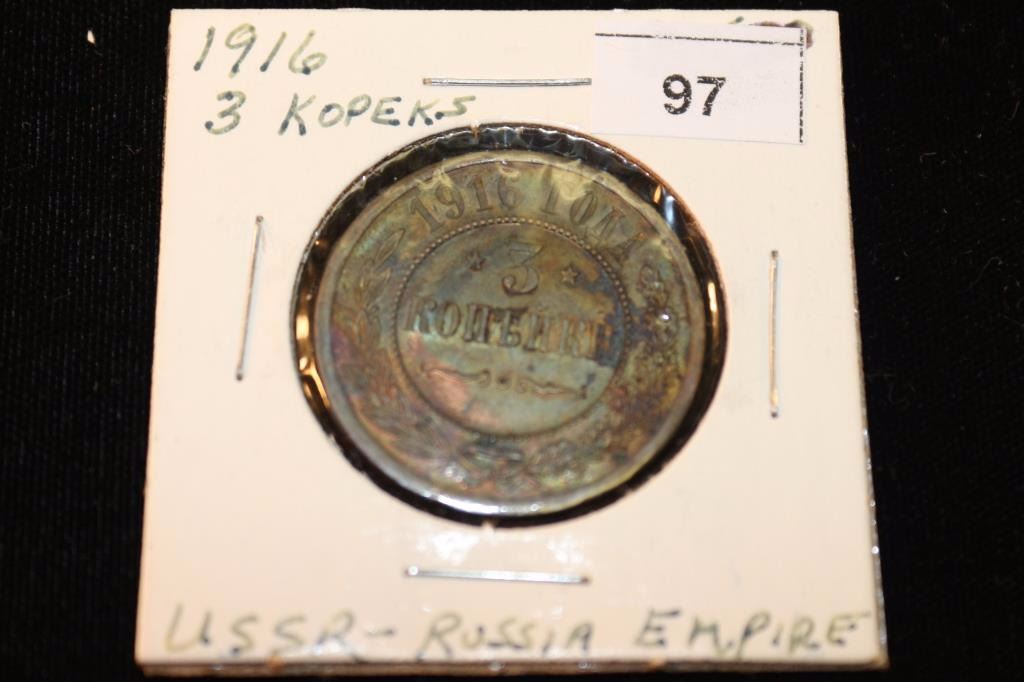 1916
97
3 KOPEKS
1916 ГОДА
3
КОПѢЙКИ
USSR - RUSSIA EMPIRE